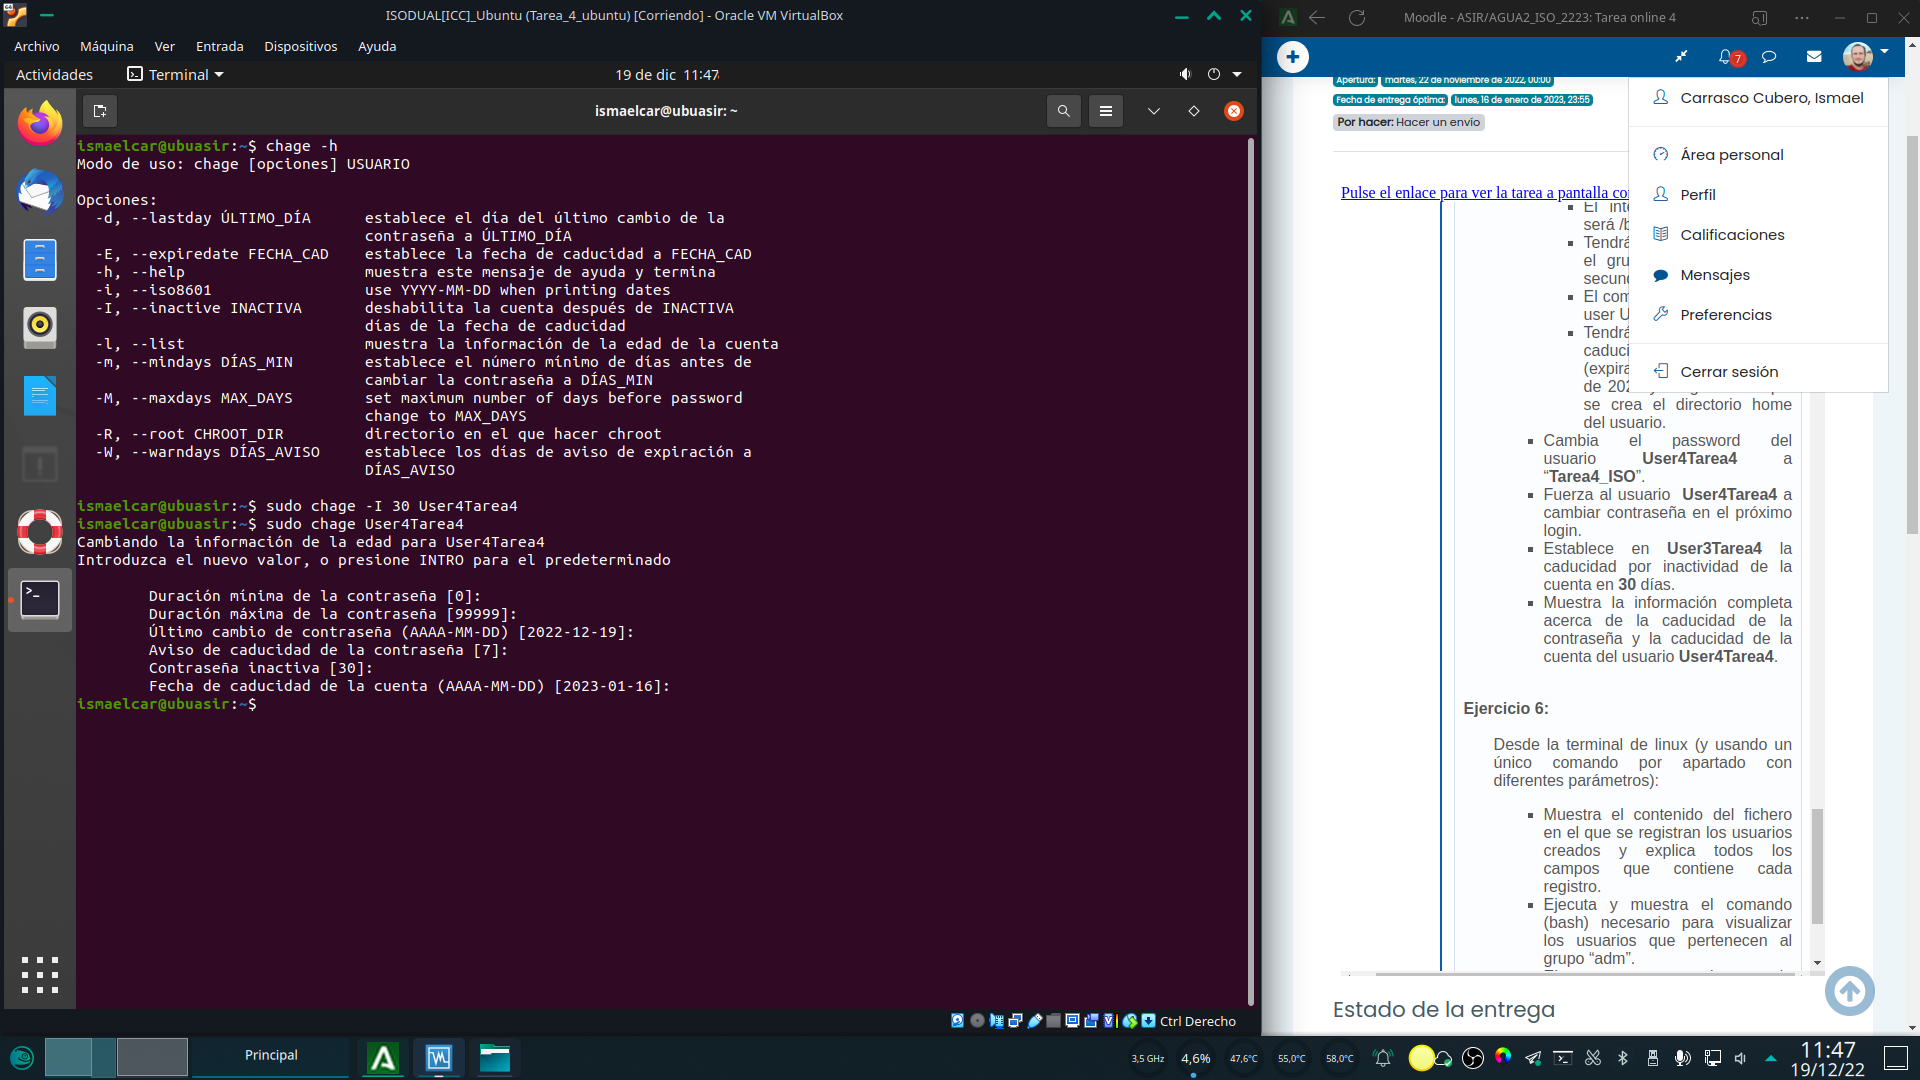 ISODUAL[ICC]_Ubuntu (Tarea_4_ubuntu) [Corriendo] - Oracle VM VirtualBox
Archivo Máquina Ver Entrada Dispositivos Ayuda
Actividades Terminal 19 de dic 11:47
ismaelcar@ubuasir: ~
ismaelcar@ubuasir:~$ chage -h
Modo de uso: chage [opciones] USUARIO
Opciones:
-d, --lastday ÚLTIMO_DÍA establece el día del último cambio de la
contraseña a ÚLTIMO_DÍA
-E, --expiredate FECHA_CAD establece la fecha de caducidad a FECHA_CAD
-h, --help muestra este mensaje de ayuda y termina
-i, --iso8601 use YYYY-MM-DD when printing dates
-I, --inactive INACTIVA deshabilita la cuenta después de INACTIVA
días de la fecha de caducidad
-l, --list muestra la información de la edad de la cuenta
-m, --mindays DÍAS_MIN establece el número mínimo de días antes de
cambiar la contraseña a DÍAS_MIN
-M, --maxdays MAX_DAYS set maximum number of days before password
change to MAX_DAYS
-R, --root CHROOT_DIR directorio en el que hacer chroot
-W, --warndays DÍAS_AVISO establece los días de aviso de expiración a
DÍAS_AVISO
ismaelcar@ubuasir:~$ sudo chage -I 30 User4Tarea4
ismaelcar@ubuasir:~$ sudo chage User4Tarea4
Cambiando la información de la edad para User4Tarea4
Introduzca el nuevo valor, o presione INTRO para el predeterminado
Duración mínima de la contraseña [0]:
Duración máxima de la contraseña [99999]:
Último cambio de contraseña (AAAA-MM-DD) [2022-12-19]:
Aviso de caducidad de la contraseña [7]:
Contraseña inactiva [30]:
Fecha de caducidad de la cuenta (AAAA-MM-DD) [2023-01-16]:
ismaelcar@ubuasir:~$
Ctrl Derecho
Moodle - ASIR/AGUA2_ISO_2223: Tarea online 4
7
Apertura: martes, 22 de noviembre de 2022, 00:00
Fecha de entrega óptima: lunes, 16 de enero de 2023, 23:55
Por hacer: Hacer un envío
Carrasco Cubero, Ismael
Área personal
Perfil
Calificaciones
Mensajes
Preferencias
Cerrar sesión
Pulse el enlace para ver la tarea a pantalla
El
será
Tendrá
el
El
user
Tendrá
de
se crea el directorio home
del usuario.
Cambia el password del
usuario User4Tarea4 a
“Tarea4_ISO”.
Fuerza al usuario User4Tarea4 a
cambiar contraseña en el próximo
login.
Establece en User3Tarea4 la
caducidad por inactividad de la
cuenta en 30 días.
Muestra la información completa
acerca de la caducidad de la
contraseña y la caducidad de la
cuenta del usuario User4Tarea4.
Ejercicio 6:
Desde la terminal de linux (y usando un
único comando por apartado con
diferentes parámetros):
Muestra el contenido del fichero
en el que se registran los usuarios
creados y explica todos los
campos que contiene cada
registro.
Ejecuta y muestra el comando
(bash) necesario para visualizar
los usuarios que pertenecen al
grupo “adm”.
Estado de la entrega
Principal
3,5 GHz 4,6% 47,6°C 55,0°C 58,0°C
11:47
19/12/22